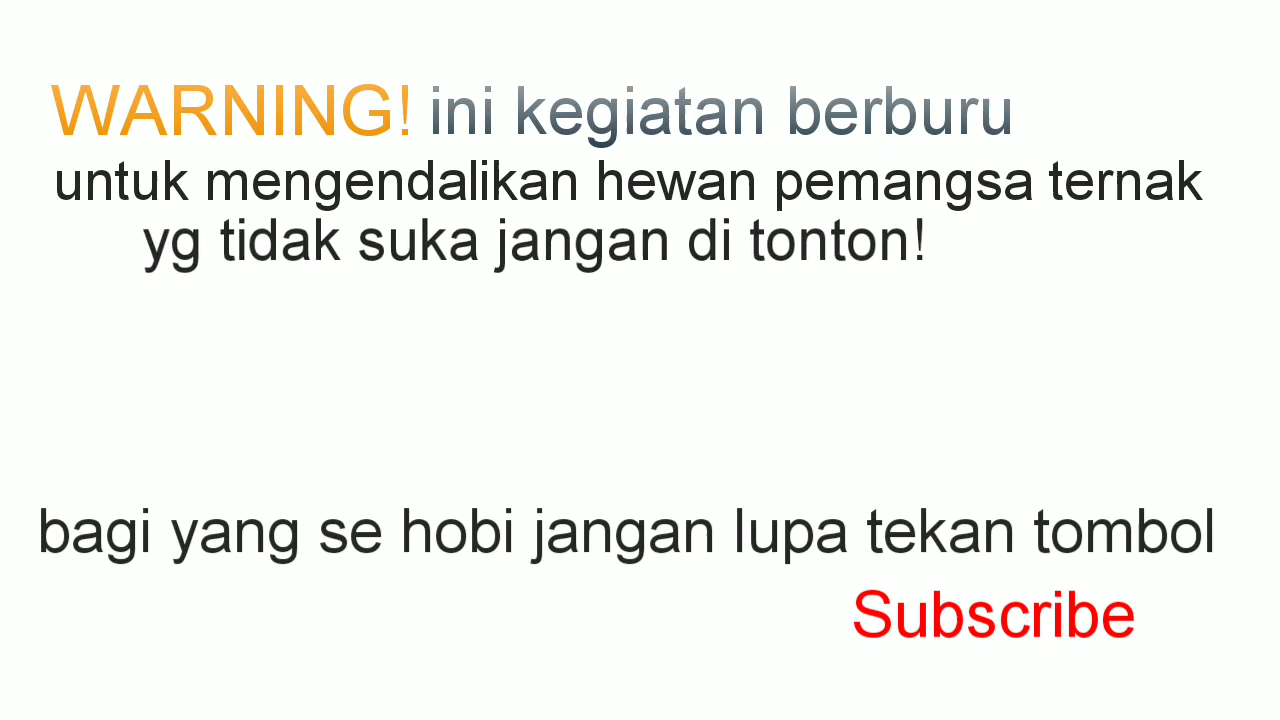 WARNING! ini kegiatan berburu
untuk mengendalikan hewan pemangsa ternak
yg tidak suka jangan di tonton!
bagi yang se hobi jangan lupa tekan tombol
Subscribe